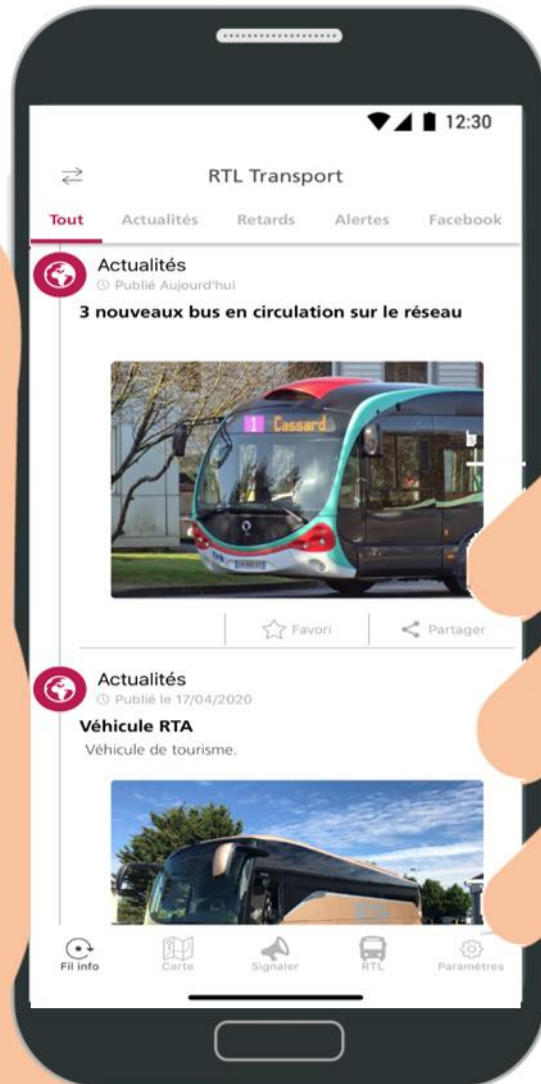 12:30
RTL Transport
Tout Actualités Retards Alertes Facebook
Actualités
Publié Aujourd'hui
3 nouveaux bus en circulation sur le réseau
1 Cassard
Favori Partager
Actualités
Publié le 17/04/2020
Véhicule RTA
Véhicule de tourisme.
RTA
Fil info Carte Signaler RTL Paramètres